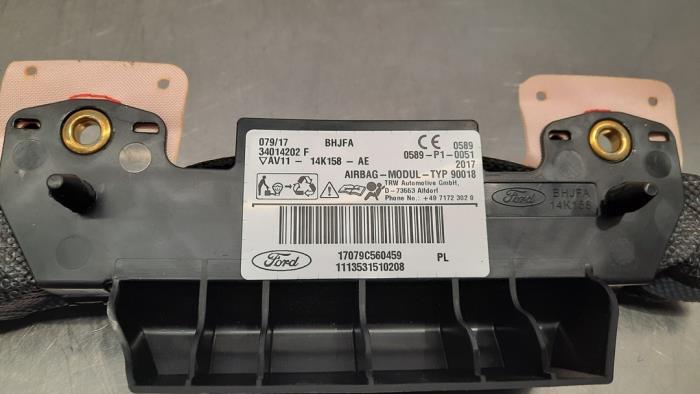 079/17 BHJFA
34014202 F
▽AV11 - 14K158 - AE
CE 0589
0589-P1-0051
2017
AIRBAG-MODUL-TYP 90018
TRW Automotive GmbH,
D - 73553 Alfdorf
Phone No.: +49 7172 302 0
Ford
17079C560459 PL
1113531510208
Ford
BHJFA
14K158